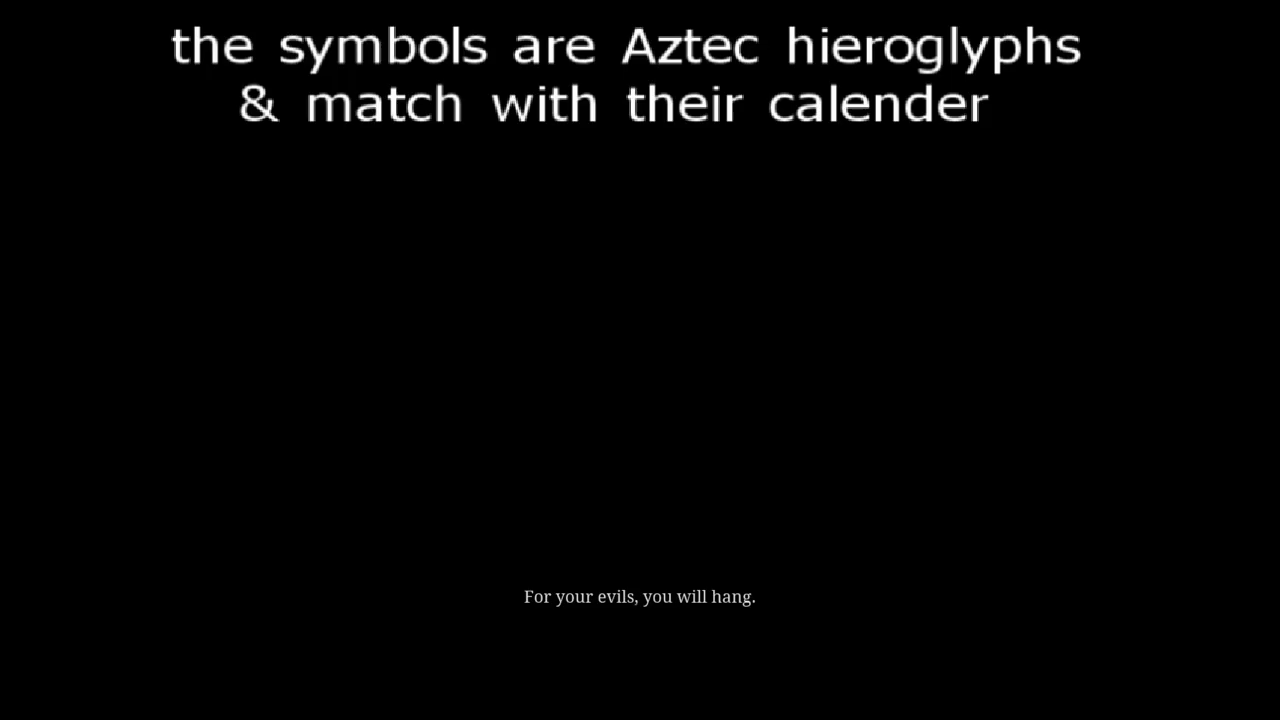 the symbols are Aztec hieroglyphs
& match with their calender
For your evils, you will hang.